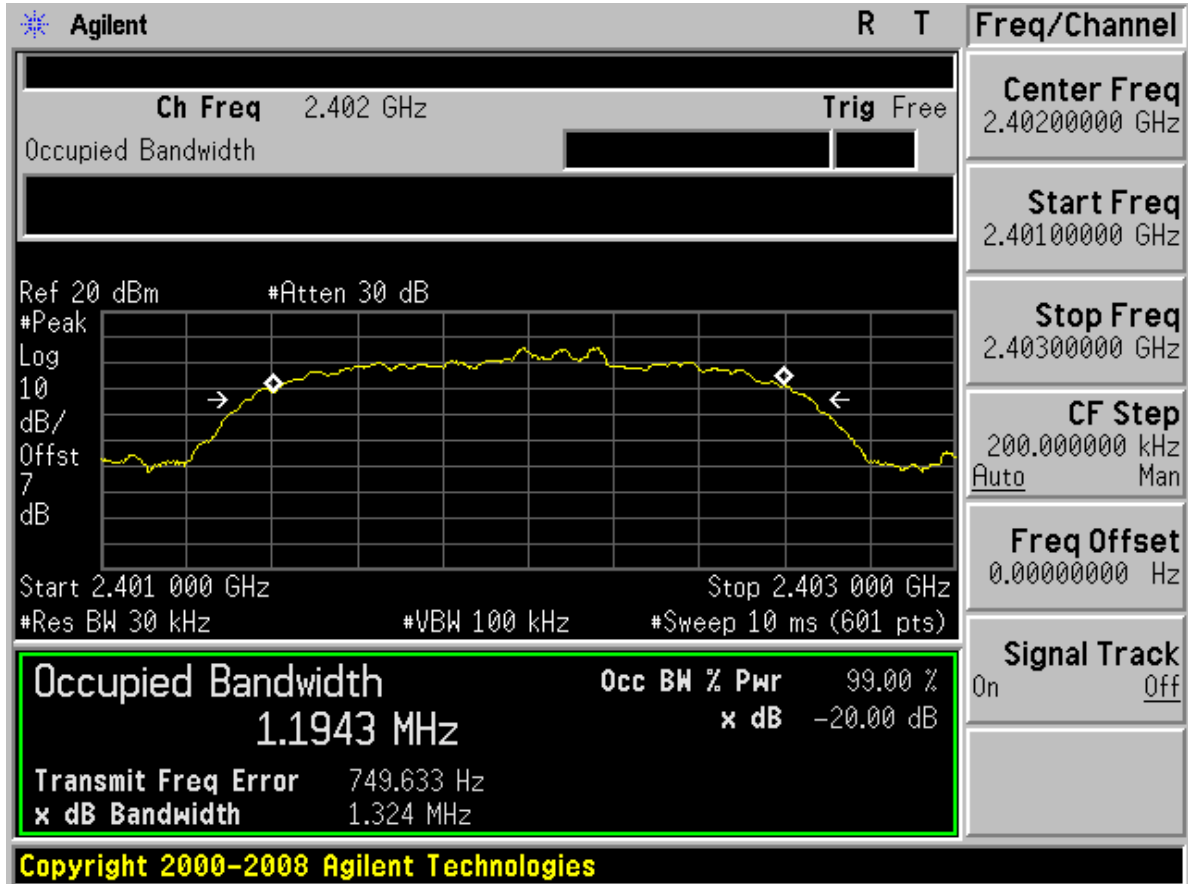 Agilent R T
Freq/Channel
Ch Freq 2.402 GHz Trig Free
Occupied Bandwidth
Center Freq
2.40200000 GHz
Start Freq
2.40100000 GHz
Stop Freq
2.40300000 GHz
CF Step
200.000000 kHz
Auto Man
Freq Offset
0.00000000 Hz
Signal Track
On Off
Ref 20 dBm #Atten 30 dB
#Peak
Log
10
dB/
Offst
7
dB
Start 2.401 000 GHz Stop 2.403 000 GHz
#Res BW 30 kHz #VBW 100 kHz #Sweep 10 ms (601 pts)
Occupied Bandwidth
1.1943 MHz
Occ BW % Pwr 99.00 %
x dB -20.00 dB
Transmit Freq Error 749.633 Hz
x dB Bandwidth 1.324 MHz
Copyright 2000-2008 Agilent Technologies